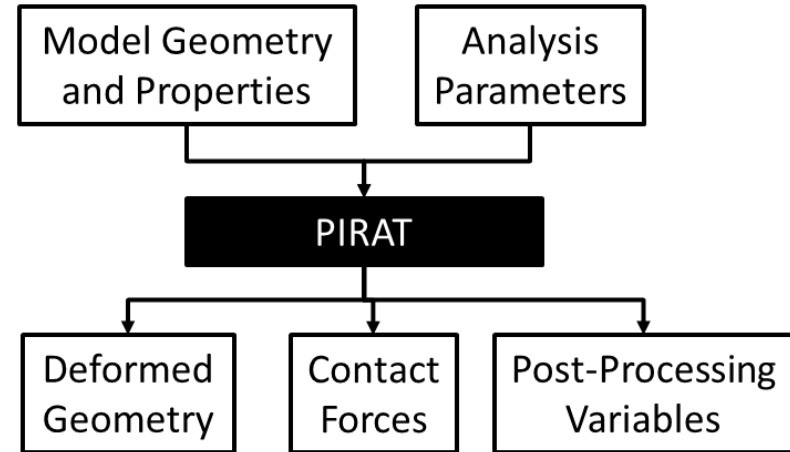 Model Geometry
and Properties
Analysis
Parameters
PIRAT
Deformed
Geometry
Contact
Forces
Post-Processing
Variables